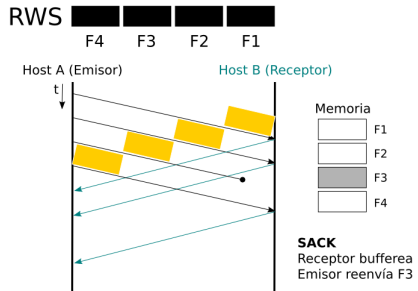 RWS
F4 F3 F2 F1
Host A (Emisor) Host B (Receptor)
t
Memoria
F1
F2
F3
F4
SACK
Receptor bufferea
Emisor reenvía F3